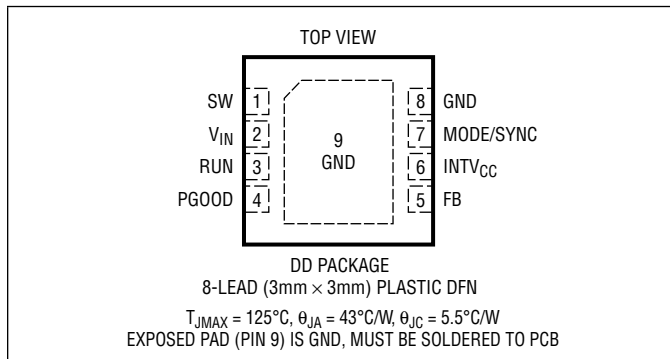 TOP VIEW
SW 1
V_IN 2
RUN 3
PGOOD 4
9
GND
8 GND
7 MODE/SYNC
6 INTV_CC
5 FB
DD PACKAGE
8-LEAD (3mm × 3mm) PLASTIC DFN
T_JMAX = 125°C, θ_JA = 43°C/W, θ_JC = 5.5°C/W
EXPOSED PAD (PIN 9) IS GND, MUST BE SOLDERED TO PCB